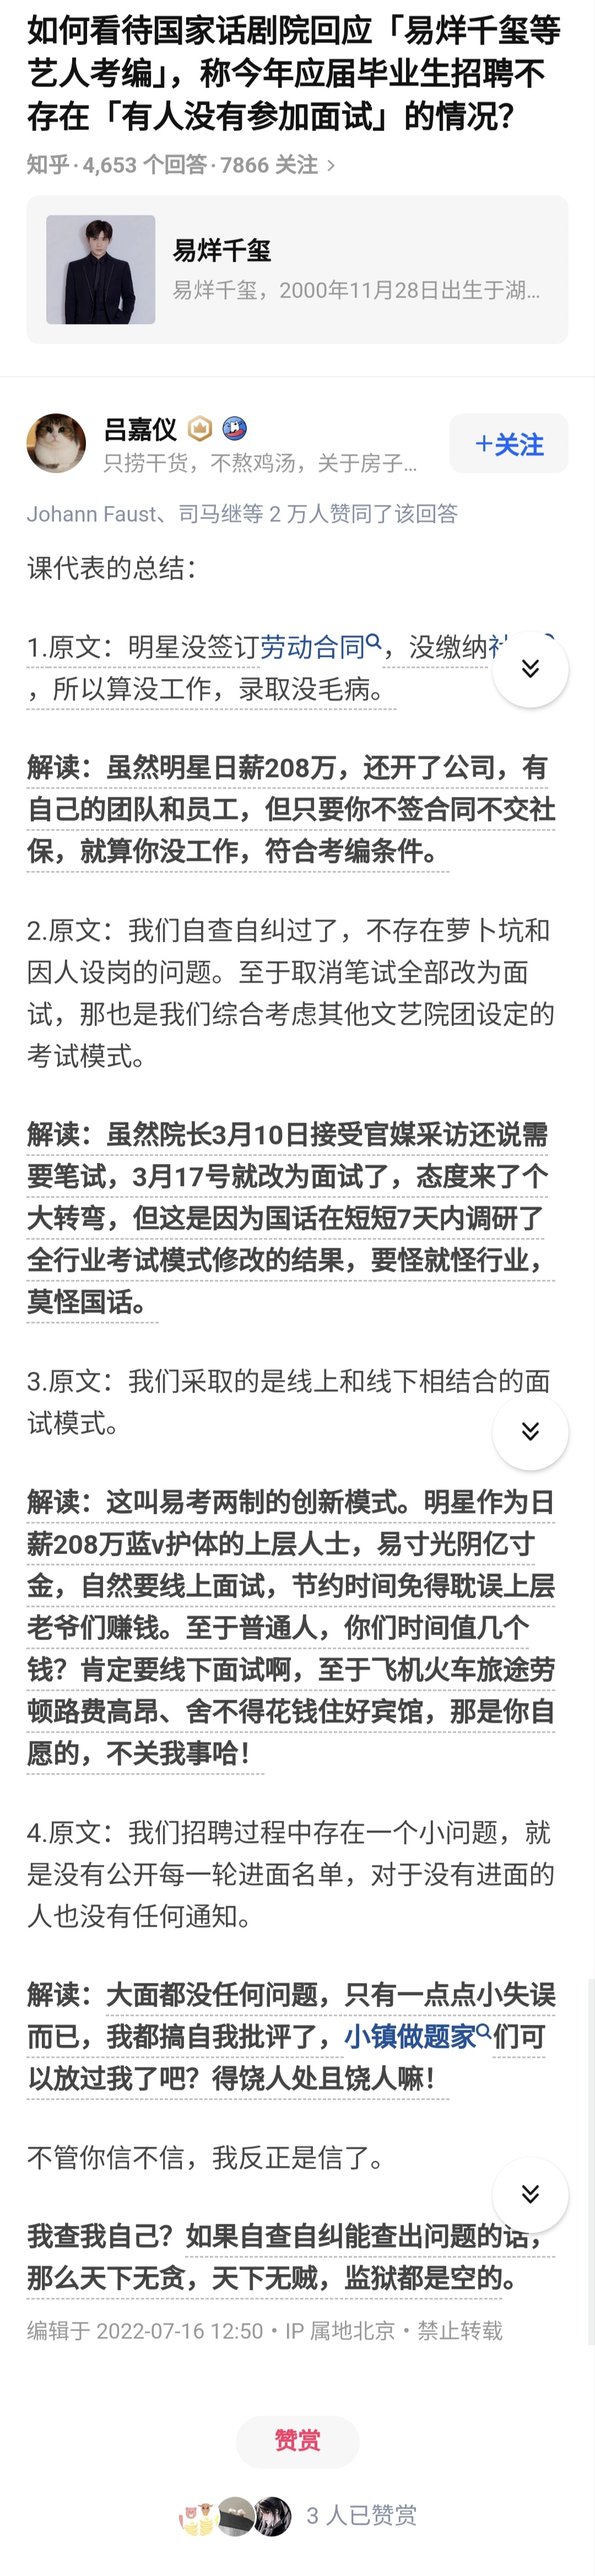 如何看待国家话剧院回应「易烊千玺等
艺人考编」，称今年应届毕业生招聘不
存在「有人没有参加面试」的情况？
知乎·4,653 个回答·7866 关注 >
易烊千玺
易烊千玺，2000年11月28日出生于湖...
吕嘉仪
只捞干货，不熬鸡汤，关于房子...
+关注
Johann Faust、司马继等 2 万人赞同了该回答
课代表的总结：
1.原文：明星没签订劳动合同，没缴纳
，所以算没工作，录取没毛病。
解读：虽然明星日薪208万，还开了公司，有
自己的团队和员工，但只要你不签合同不交社
保，就算你没工作，符合考编条件。
2.原文：我们自查自纠过了，不存在萝卜坑和
因人设岗的问题。至于取消笔试全部改为面
试，那也是我们综合考虑其他文艺院团设定的
考试模式。
解读：虽然院长3月10日接受官媒采访还说需
要笔试，3月17号就改为面试了，态度来了个
大转弯，但这是因为国话在短短7天内调研了
全行业考试模式修改的结果，要怪就怪行业，
莫怪国话。
3.原文：我们采取的是线上和线下相结合的面
试模式。
解读：这叫易考两制的创新模式。明星作为日
薪208万蓝v护体的上层人士，易寸光阴亿寸
金，自然要线上面试，节约时间免得耽误上层
老爷们赚钱。至于普通人，你们时间值几个
钱？肯定要线下面试啊，至于飞机火车旅途劳
顿路费高昂、舍不得花钱住好宾馆，那是你自
愿的，不关我事哈！
4.原文：我们招聘过程中存在一个小问题，就
是没有公开每一轮进面名单，对于没有进面的
人也没有任何通知。
解读：大面都没任何问题，只有一点点小失误
而已，我都搞自我批评了，小镇做题家们可
以放过我了吧？得饶人处且饶人嘛！
不管你信不信，我反正是信了。
我查我自己？如果自查自纠能查出问题的话，
那么天下无贪，天下无贼，监狱都是空的。
编辑于 2022-07-16 12:50・IP 属地北京・禁止转载
赞赏
3 人已赞赏